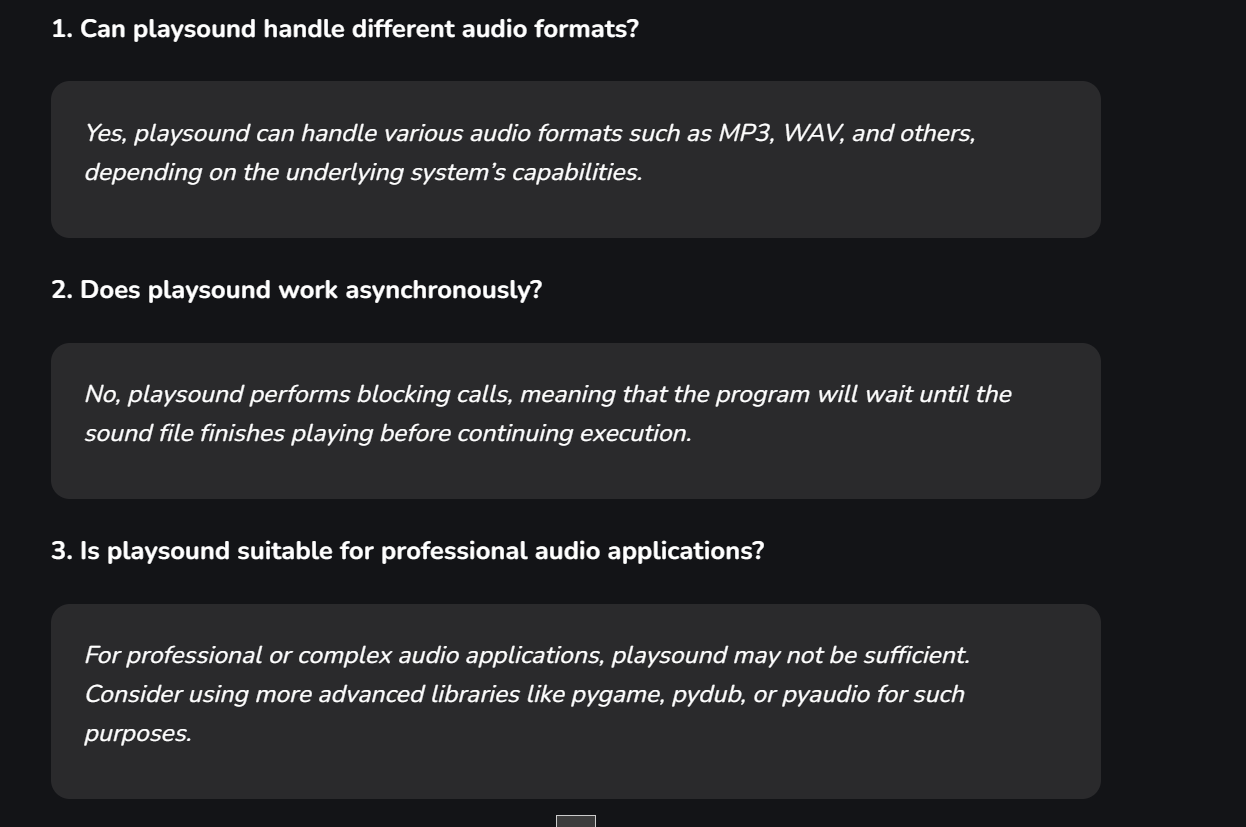 1. Can playsound handle different audio formats?
Yes, playsound can handle various audio formats such as MP3, WAV, and others,
depending on the underlying system’s capabilities.
2. Does playsound work asynchronously?
No, playsound performs blocking calls, meaning that the program will wait until the
sound file finishes playing before continuing execution.
3. Is playsound suitable for professional audio applications?
For professional or complex audio applications, playsound may not be sufficient.
Consider using more advanced libraries like pygame, pydub, or pyaudio for such
purposes.